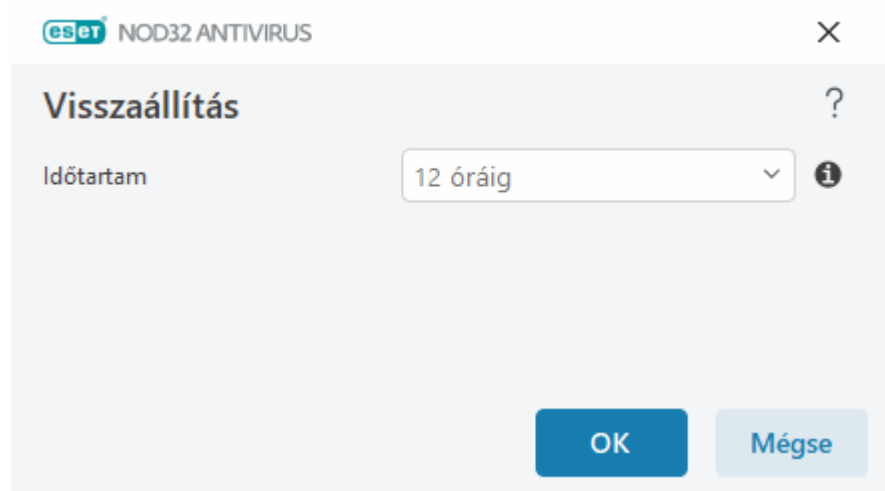 eset NOD32 ANTIVIRUS
Visszaállítás
?
Időtartam
12 óráig
OK
Mégse